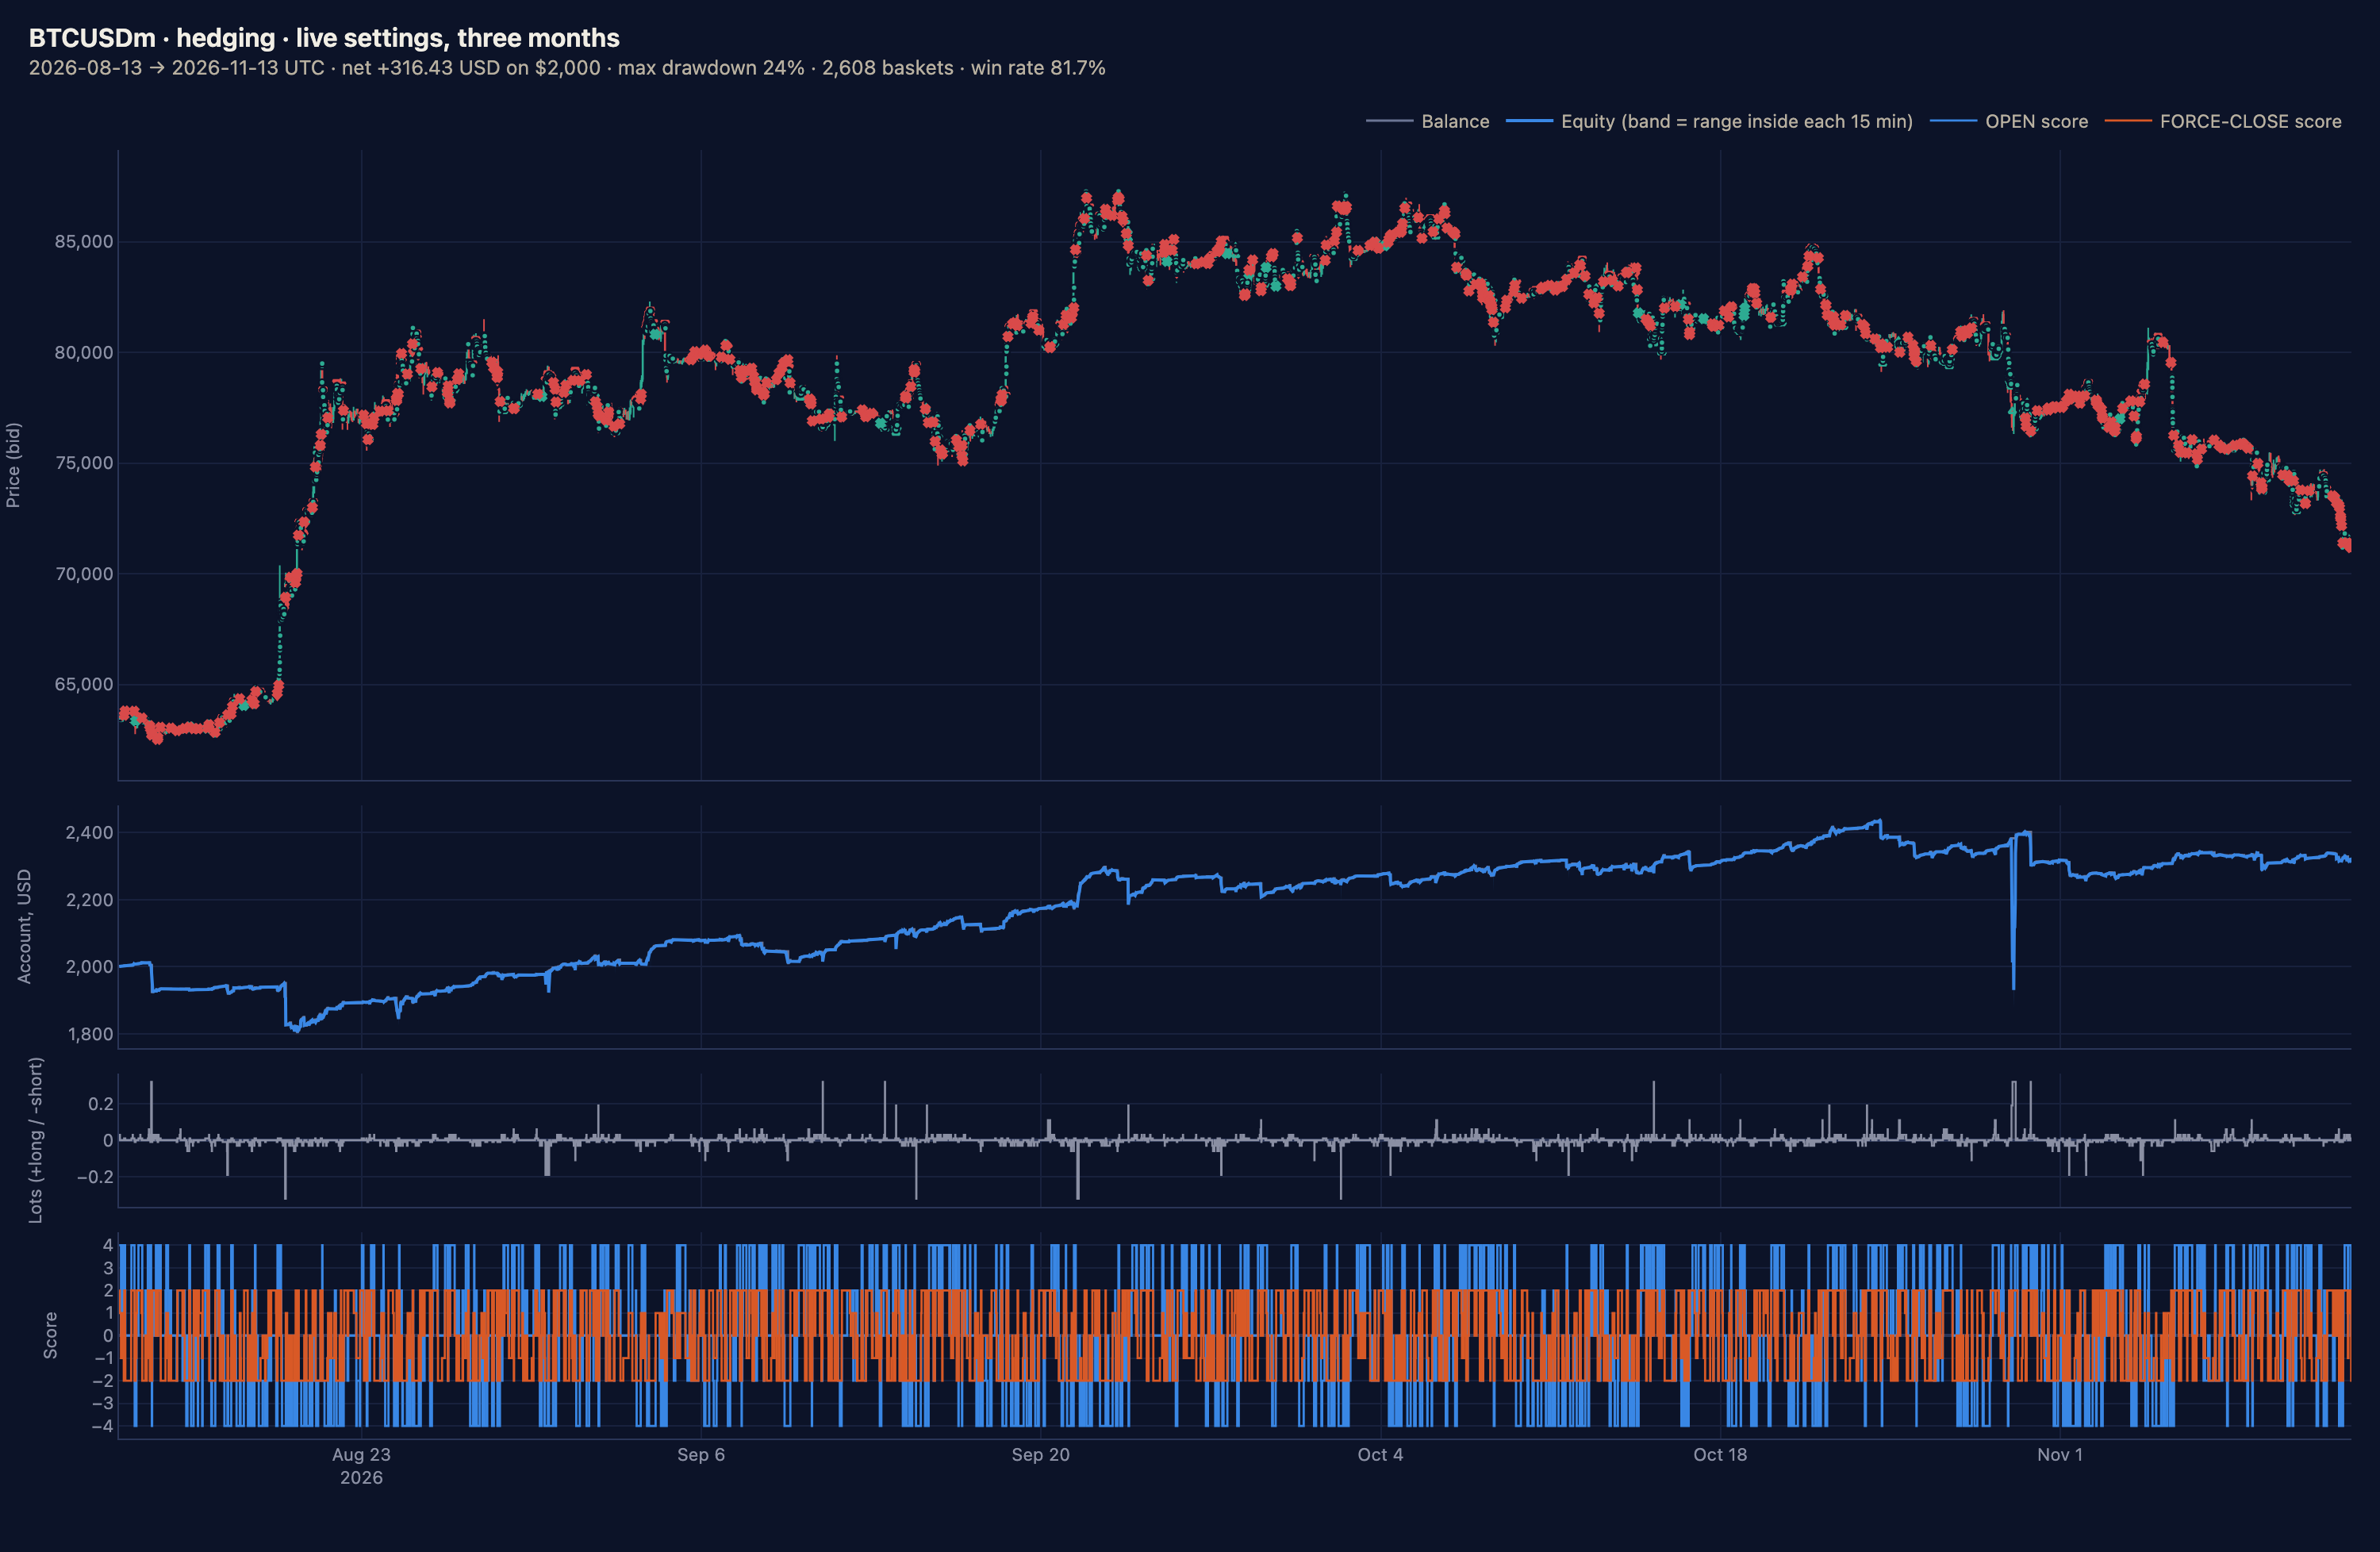 BTCUSDm · hedging · live settings, three months
2026-08-13 → 2026-11-13 UTC · net +316.43 USD on $2,000 · max drawdown 24% · 2,608 baskets · win rate 81.7%
Balance
Equity (band = range inside each 15 min)
OPEN score
FORCE-CLOSE score
Price (bid)
85,000
80,000
75,000
70,000
65,000
Account, USD
2,400
2,200
2,000
1,800
Lots (+long / -short)
0.2
0
−0.2
Score
4
3
2
1
0
−1
−2
−3
−4
Aug 23
2026
Sep 6
Sep 20
Oct 4
Oct 18
Nov 1